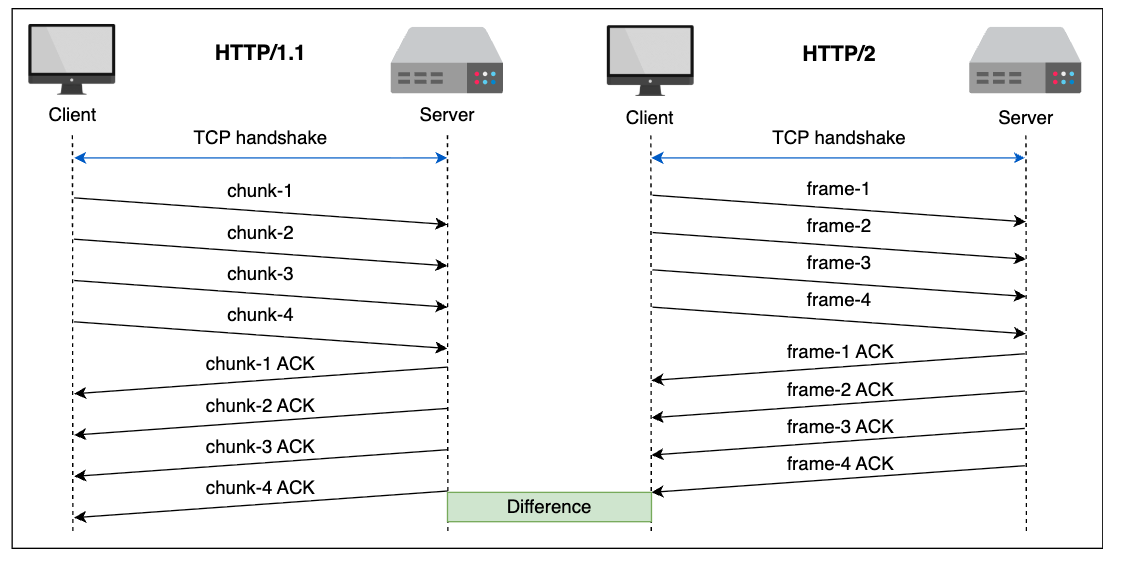 HTTP/1.1
Client
Server
TCP handshake
chunk-1
chunk-2
chunk-3
chunk-4
chunk-1 ACK
chunk-2 ACK
chunk-3 ACK
chunk-4 ACK
Difference
HTTP/2
Client
Server
TCP handshake
frame-1
frame-2
frame-3
frame-4
frame-1 ACK
frame-2 ACK
frame-3 ACK
frame-4 ACK